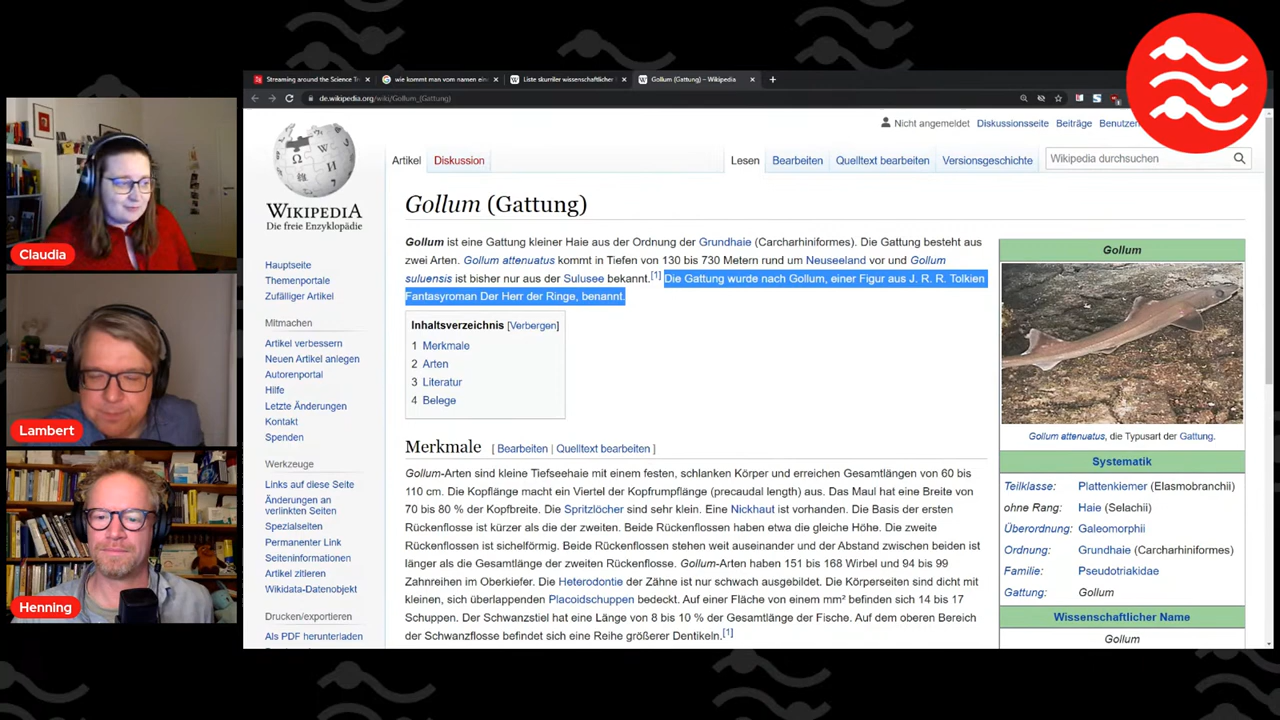 Streaming around the Science Tr
wie kommt man vom namen ein
Liste skurriler wissenschaftlicher
Gollum (Gattung) – Wikipedia
de.wikipedia.org/wiki/Gollum_(Gattung)
Nicht angemeldet Diskussionsseite Beiträge Benutzer
Artikel Diskussion Lesen Bearbeiten Quelltext bearbeiten Versionsgeschichte Wikipedia durchsuchen
WIKIPEDIA
Die freie Enzyklopädie
Hauptseite
Themenportale
Zufälliger Artikel
Mitmachen
Artikel verbessern
Neuen Artikel anlegen
Autorenportal
Hilfe
Letzte Änderungen
Kontakt
Spenden
Werkzeuge
Links auf diese Seite
Änderungen an
verlinkten Seiten
Spezialseiten
Permanenter Link
Seiteninformationen
Artikel zitieren
Wikidata-Datenobjekt
Drucken/exportieren
Als PDF herunterladen
Gollum (Gattung)
Gollum ist eine Gattung kleiner Haie aus der Ordnung der Grundhaie (Carcharhiniformes). Die Gattung besteht aus
zwei Arten. Gollum attenuatus kommt in Tiefen von 130 bis 730 Metern rund um Neuseeland vor und Gollum
suluensis ist bisher nur aus der Sulusee bekannt.[1] Die Gattung wurde nach Gollum, einer Figur aus J. R. R. Tolkien
Fantasyroman Der Herr der Ringe, benannt.
Inhaltsverzeichnis [Verbergen]
1 Merkmale
2 Arten
3 Literatur
4 Belege
Merkmale [ Bearbeiten | Quelltext bearbeiten ]
Gollum-Arten sind kleine Tiefseehaie mit einem festen, schlanken Körper und erreichen Gesamtlängen von 60 bis
110 cm. Die Kopflänge macht ein Viertel der Kopfrumpflänge (precaudal length) aus. Das Maul hat eine Breite von
70 bis 80 % der Kopfbreite. Die Spritzlöcher sind sehr klein. Eine Nickhaut ist vorhanden. Die Basis der ersten
Rückenflosse ist kürzer als die der zweiten. Beide Rückenflossen haben etwa die gleiche Höhe. Die zweite
Rückenflossen ist sichelförmig. Beide Rückenflossen stehen weit auseinander und der Abstand zwischen beiden ist
länger als die Gesamtlänge der zweiten Rückenflosse. Gollum-Arten haben 151 bis 168 Wirbel und 94 bis 99
Zahnreihen im Oberkiefer. Die Heterodontie der Zähne ist nur schwach ausgebildet. Die Körperseiten sind dicht mit
kleinen, sich überlappenden Placoidschuppen bedeckt. Auf einer Fläche von einem mm² befinden sich 14 bis 17
Schuppen. Der Schwanzstiel hat eine Länge von 8 bis 10 % der Gesamtlänge der Fische. Auf dem oberen Bereich
der Schwanzflosse befindet sich eine Reihe größerer Dentikeln.[1]
Gollum
Gollum attenuatus, die Typusart der Gattung.
Systematik
Teilklasse: Plattenkiemer (Elasmobranchii)
ohne Rang: Haie (Selachii)
Überordnung: Galeomorphii
Ordnung: Grundhaie (Carcharhiniformes)
Familie: Pseudotriakidae
Gattung: Gollum
Wissenschaftlicher Name
Gollum
Claudia
Lambert
Henning